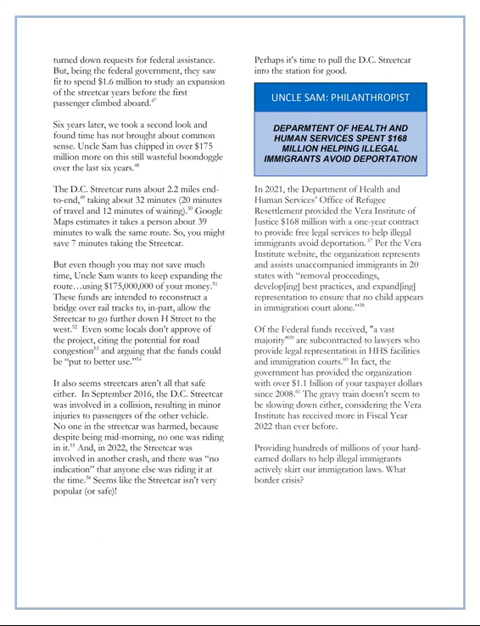 turned down requests for federal assistance.
But, being the federal government, they saw
fit to spend $1.6 million to study an expansion
of the streetcar years before the first
passenger climbed aboard.47
Six years later, we took a second look and
found time has not brought about common
sense. Uncle Sam has chipped in over $175
million more on this still wasteful boondoggle
over the last six years.48
The D.C. Streetcar runs about 2.2 miles end-
to-end,49 taking about 32 minutes (20 minutes
of travel and 12 minutes of waiting).50 Google
Maps estimates it takes a person about 39
minutes to walk the same route. So, you might
save 7 minutes taking the Streetcar.
But even though you may not save much
time, Uncle Sam wants to keep expanding the
route…using $175,000,000 of your money.51
These funds are intended to reconstruct a
bridge over rail tracks to, in-part, allow the
Streetcar to go further down H Street to the
west.52 Even some locals don't approve of
the project, citing the potential for road
congestion53 and arguing that the funds could
be "put to better use."54
It also seems streetcars aren't all that safe
either. In September 2016, the D.C. Streetcar
was involved in a collision, resulting in minor
injuries to passengers of the other vehicle.
No one in the streetcar was harmed, because
despite being mid-morning, no one was riding
in it.55 And, in 2022, the Streetcar was
involved in another crash, and there was "no
indication" that anyone else was riding it at
the time.56 Seems like the Streetcar isn't very
popular (or safe)!
Perhaps it's time to pull the D.C. Streetcar
into the station for good.
UNCLE SAM: PHILANTHROPIST
DEPARMTENT OF HEALTH AND
HUMAN SERVICES SPENT $168
MILLION HELPING ILLEGAL
IMMIGRANTS AVOID DEPORTATION
In 2021, the Department of Health and
Human Services' Office of Refugee
Resettlement provided the Vera Institute of
Justice $168 million with a one-year contract
to provide free legal services to help illegal
immigrants avoid deportation. 57 Per the Vera
Institute website, the organization represents
and assists unaccompanied immigrants in 20
states with "removal proceedings,
develop[ing] best practices, and expand[ing]
representation to ensure that no child appears
in immigration court alone."58
Of the Federal funds received, "a vast
majority"59 are subcontracted to lawyers who
provide legal representation in HHS facilities
and immigration courts.60 In fact, the
government has provided the organization
with over $1.1 billion of your taxpayer dollars
since 2008.61 The gravy train doesn't seem to
be slowing down either, considering the Vera
Institute has received more in Fiscal Year
2022 than ever before.
Providing hundreds of millions of your hard-
earned dollars to help illegal immigrants
actively skirt our immigration laws. What
border crisis?